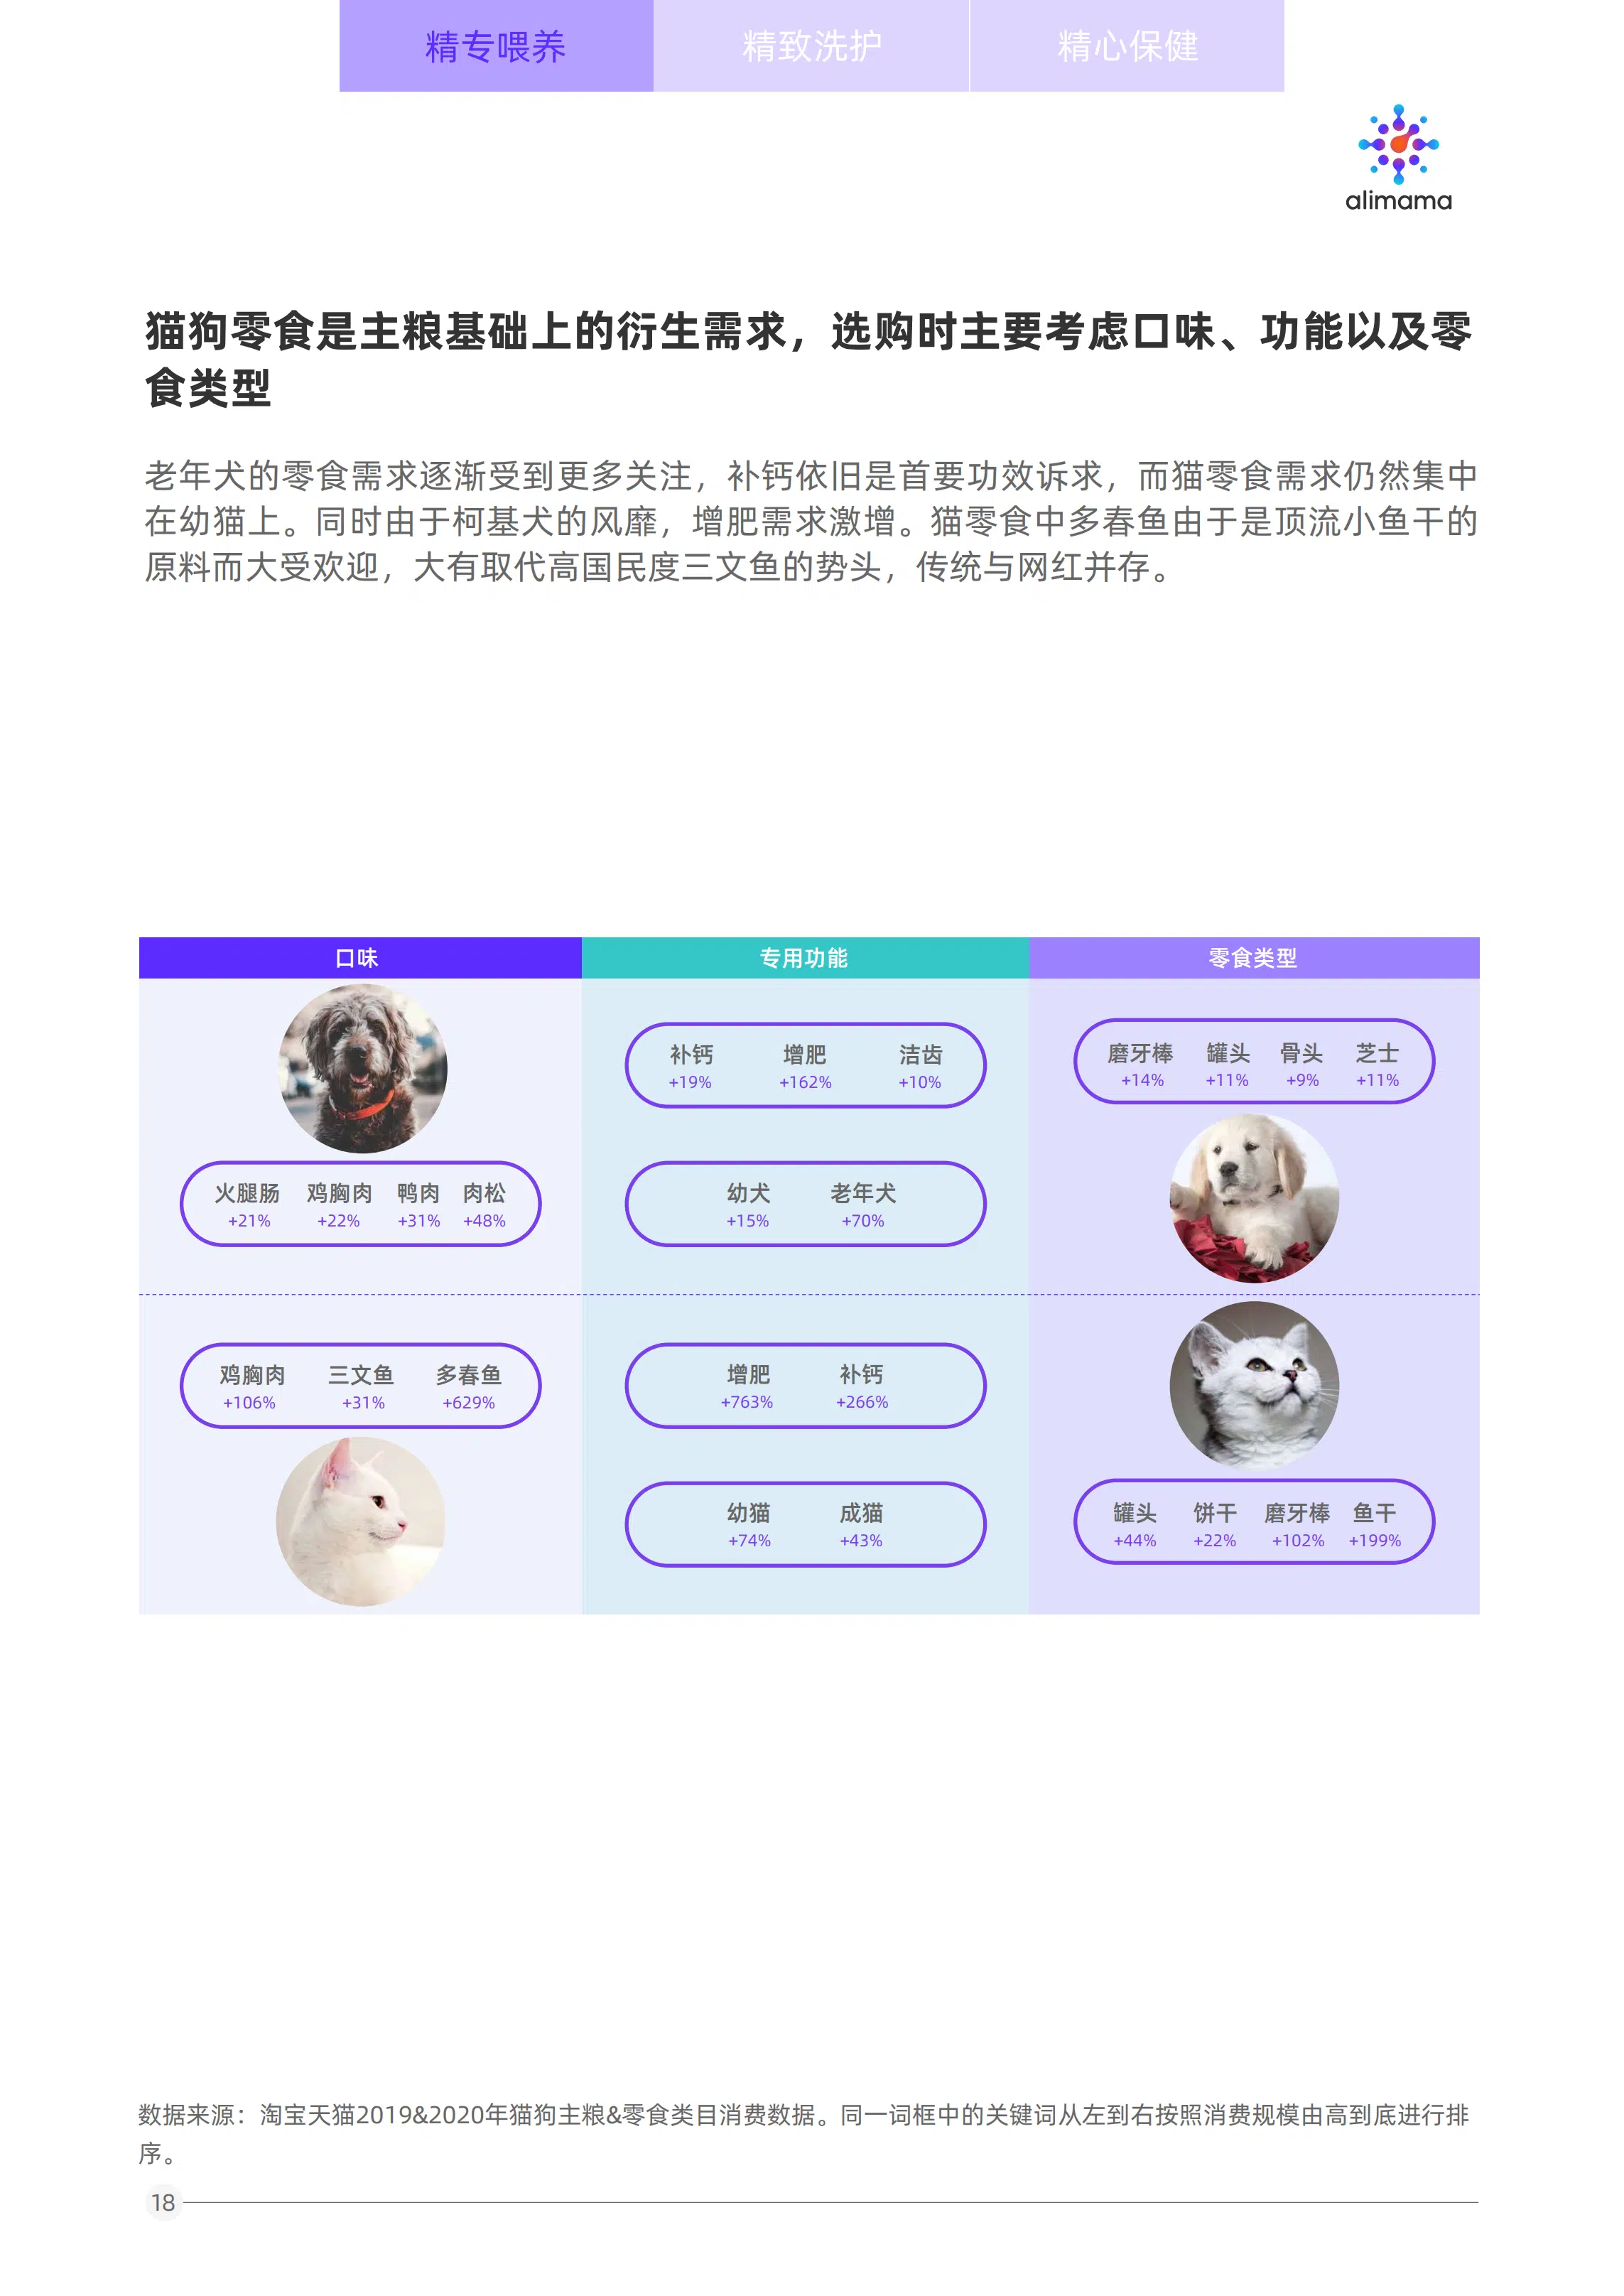 精专喂养
精致洗护
精心保健
alimama
猫狗零食是主粮基础上的衍生需求，选购时主要考虑口味、功能以及零
食类型
老年犬的零食需求逐渐受到更多关注，补钙依旧是首要功效诉求，而猫零食需求仍然集中
在幼猫上。同时由于柯基犬的风靡，增肥需求激增。猫零食中多春鱼由于是顶流小鱼干的
原料而大受欢迎，大有取代高国民度三文鱼的势头，传统与网红并存。
口味 专用功能 零食类型
补钙 增肥 洁齿
+19% +162% +10%
磨牙棒 罐头 骨头 芝士
+14% +11% +9% +11%
火腿肠 鸡胸肉 鸭肉 肉松
+21% +22% +31% +48%
幼犬 老年犬
+15% +70%
鸡胸肉 三文鱼 多春鱼
+106% +31% +629%
增肥 补钙
+763% +266%
幼猫 成猫
+74% +43%
罐头 饼干 磨牙棒 鱼干
+44% +22% +102% +199%
数据来源：淘宝天猫2019&2020年猫狗主粮&零食类目消费数据。同一词框中的关键词从左到右按照消费规模由高到底进行排
序。
18